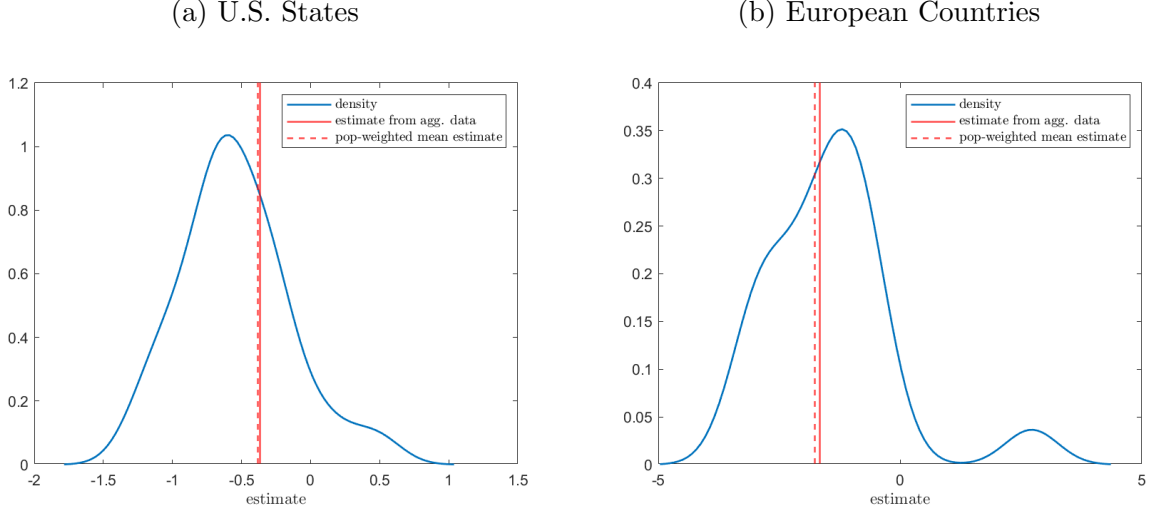 (a) U.S. States
(b) European Countries
1.2
1
0.8
0.6
0.4
0.2
0
-2
-1.5
-1
-0.5
0
0.5
1
1.5
estimate
density
estimate from agg. data
pop-weighted mean estimate
0.4
0.35
0.3
0.25
0.2
0.15
0.1
0.05
0
-5
0
5
estimate
density
estimate from agg. data
pop-weighted mean estimate